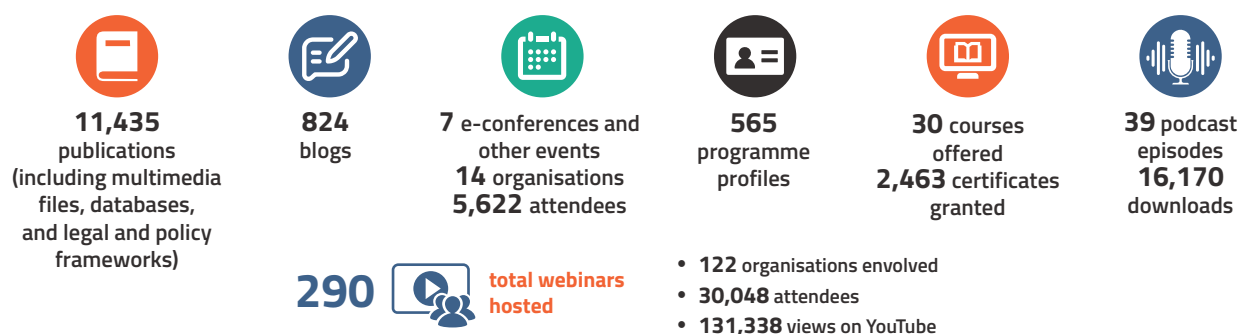 11,435
publications
(including multimedia
files, databases,
and legal and policy
frameworks)
824
blogs
7 e-conferences and
other events
14 organisations
5,622 attendees
565
programme
profiles
30 courses
offered
2,463 certificates
granted
39 podcast
episodes
16,170
downloads
290
total webinars
hosted
• 122 organisations envolved
• 30,048 attendees
• 131,338 views on YouTube